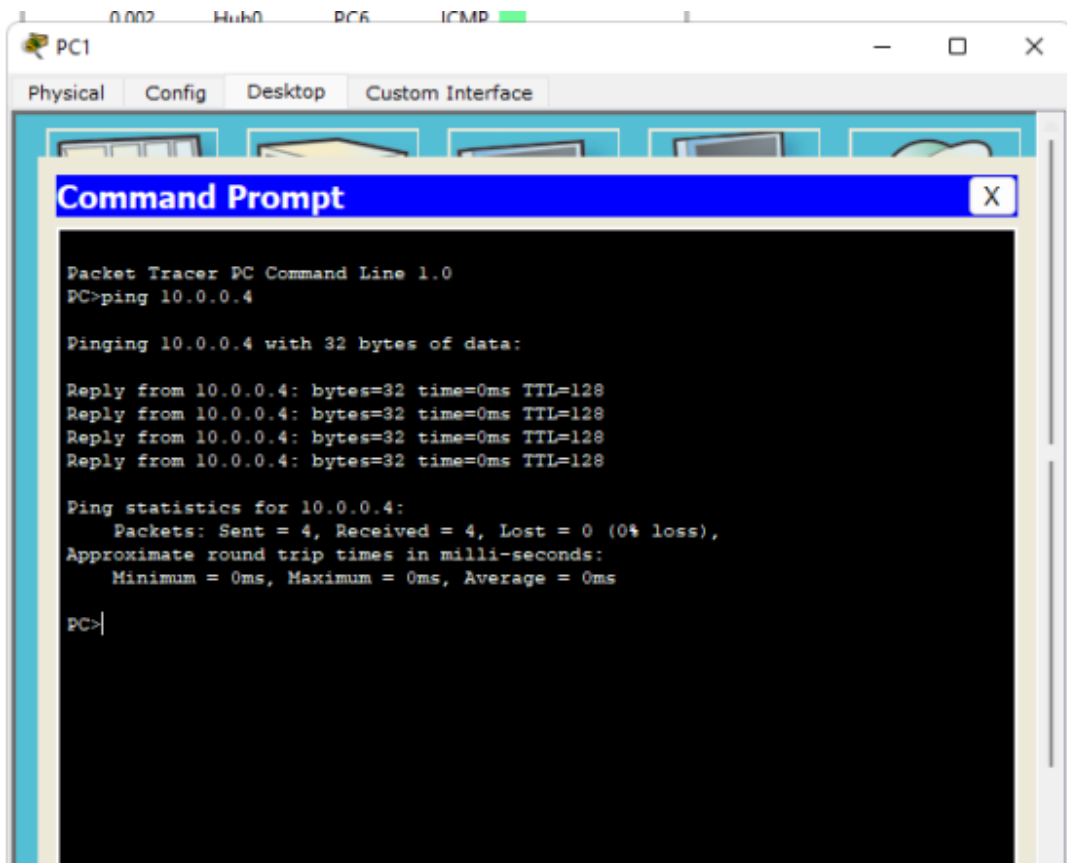 0.002 Hub0 PC6 ICMP
PC1
Physical Config Desktop Custom Interface
Command Prompt
X
Packet Tracer PC Command Line 1.0
PC>ping 10.0.0.4
Pinging 10.0.0.4 with 32 bytes of data:
Reply from 10.0.0.4: bytes=32 time=0ms TTL=128
Reply from 10.0.0.4: bytes=32 time=0ms TTL=128
Reply from 10.0.0.4: bytes=32 time=0ms TTL=128
Reply from 10.0.0.4: bytes=32 time=0ms TTL=128
Ping statistics for 10.0.0.4:
Packets: Sent = 4, Received = 4, Lost = 0 (0% loss),
Approximate round trip times in milli-seconds:
Minimum = 0ms, Maximum = 0ms, Average = 0ms
PC>